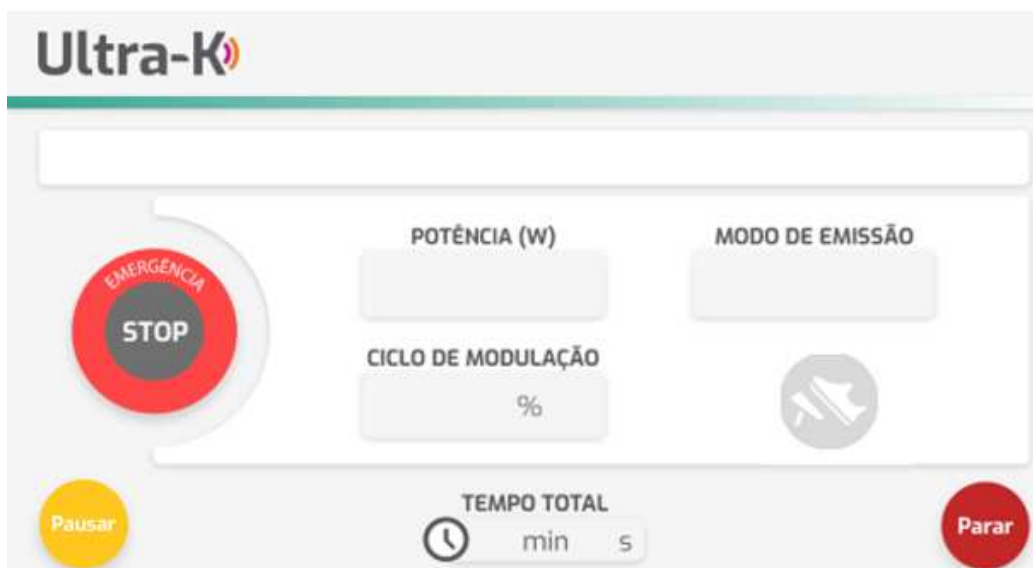 Ultra-K
POTÊNCIA (W)
MODO DE EMISSÃO
EMERGÊNCIA
STOP
CICLO DE MODULAÇÃO
%
Pausar
TEMPO TOTAL
min s
Parar